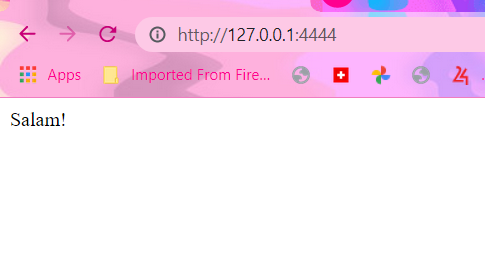 http://127.0.0.1:4444
Apps Imported From Fire...
Salam!